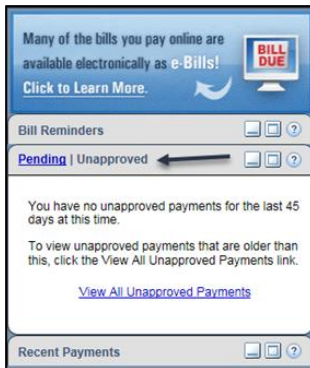 Many of the bills you pay online are
available electronically as e-Bills!
Click to Learn More.
BILL
DUE
Bill Reminders
?
Pending | Unapproved
?
You have no unapproved payments for the last 45
days at this time.
To view unapproved payments that are older than
this, click the View All Unapproved Payments link.
View All Unapproved Payments
Recent Payments
?